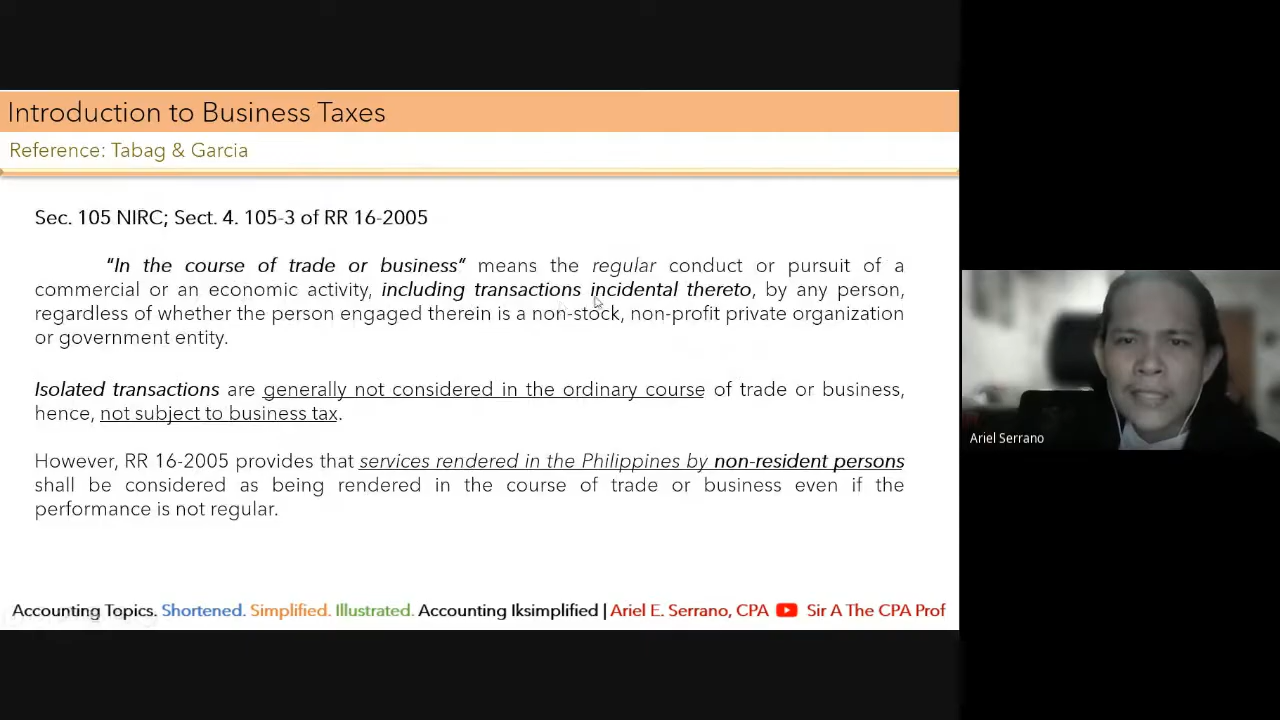 Introduction to Business Taxes
Reference: Tabag & Garcia
Sec. 105 NIRC; Sect. 4. 105-3 of RR 16-2005
“In the course of trade or business” means the regular conduct or pursuit of a
commercial or an economic activity, including transactions incidental thereto, by any person,
regardless of whether the person engaged therein is a non-stock, non-profit private organization
or government entity.
Isolated transactions are generally not considered in the ordinary course of trade or business,
hence, not subject to business tax.
However, RR 16-2005 provides that services rendered in the Philippines by non-resident persons
shall be considered as being rendered in the course of trade or business even if the
performance is not regular.
Accounting Topics. Shortened. Simplified. Illustrated. Accounting Iksimplified | Ariel E. Serrano, CPA Sir A The CPA Prof
Ariel Serrano